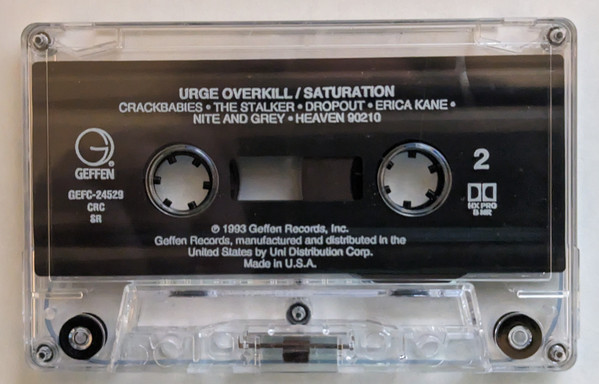 URGE OVERKILL / SATURATION
CRACKBABIES • THE STALKER • DROPOUT • ERICA KANE •
NITE AND GREY • HEAVEN 90210
G®
GEFFEN
GEFC-24529
CRC
SR
2
HX PRO
B NR
℗ 1993 Geffen Records, Inc.
Geffen Records, manufactured and distributed in the
United States by Uni Distribution Corp.
Made in U.S.A.